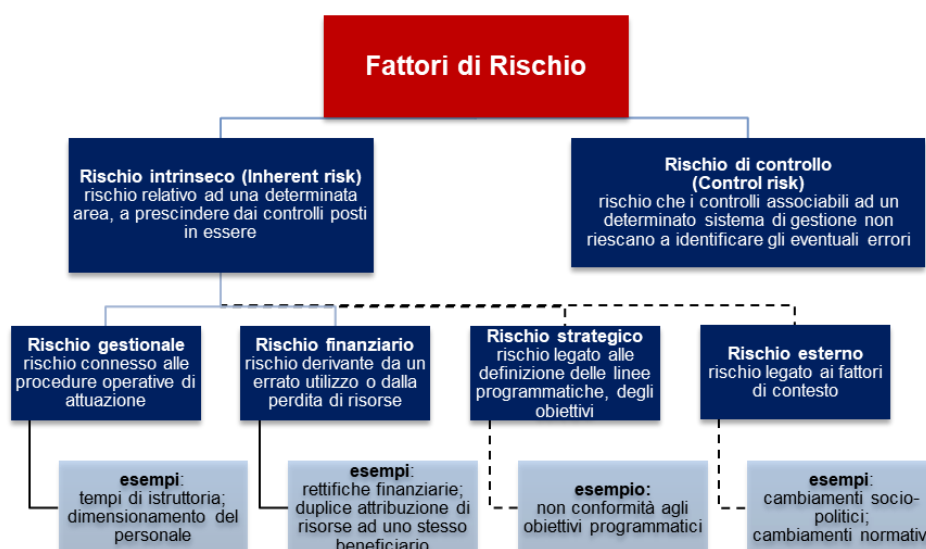 Fattori di Rischio
Rischio intrinseco (Inherent risk)
rischio relativo ad una determinata
area, a prescindere dai controlli posti
in essere
Rischio di controllo
(Control risk)
rischio che i controlli associabili ad un
determinato sistema di gestione non
riescano a identificare gli eventuali errori
Rischio gestionale
rischio connesso alle
procedure operative di
attuazione
Rischio finanziario
rischio derivante da un
errato utilizzo o dalla
perdita di risorse
Rischio strategico
rischio legato alle
definizione delle linee
programmatiche, degli
obiettivi
Rischio esterno
rischio legato ai fattori
di contesto
esempi:
tempi di istruttoria;
dimensionamento del
personale
esempi:
rettifiche finanziarie;
duplice attribuzione di
risorse ad uno stesso
beneficiario
esempio:
non conformità agli
obiettivi programmatici
esempi:
cambiamenti socio-
politici;
cambiamenti normativ